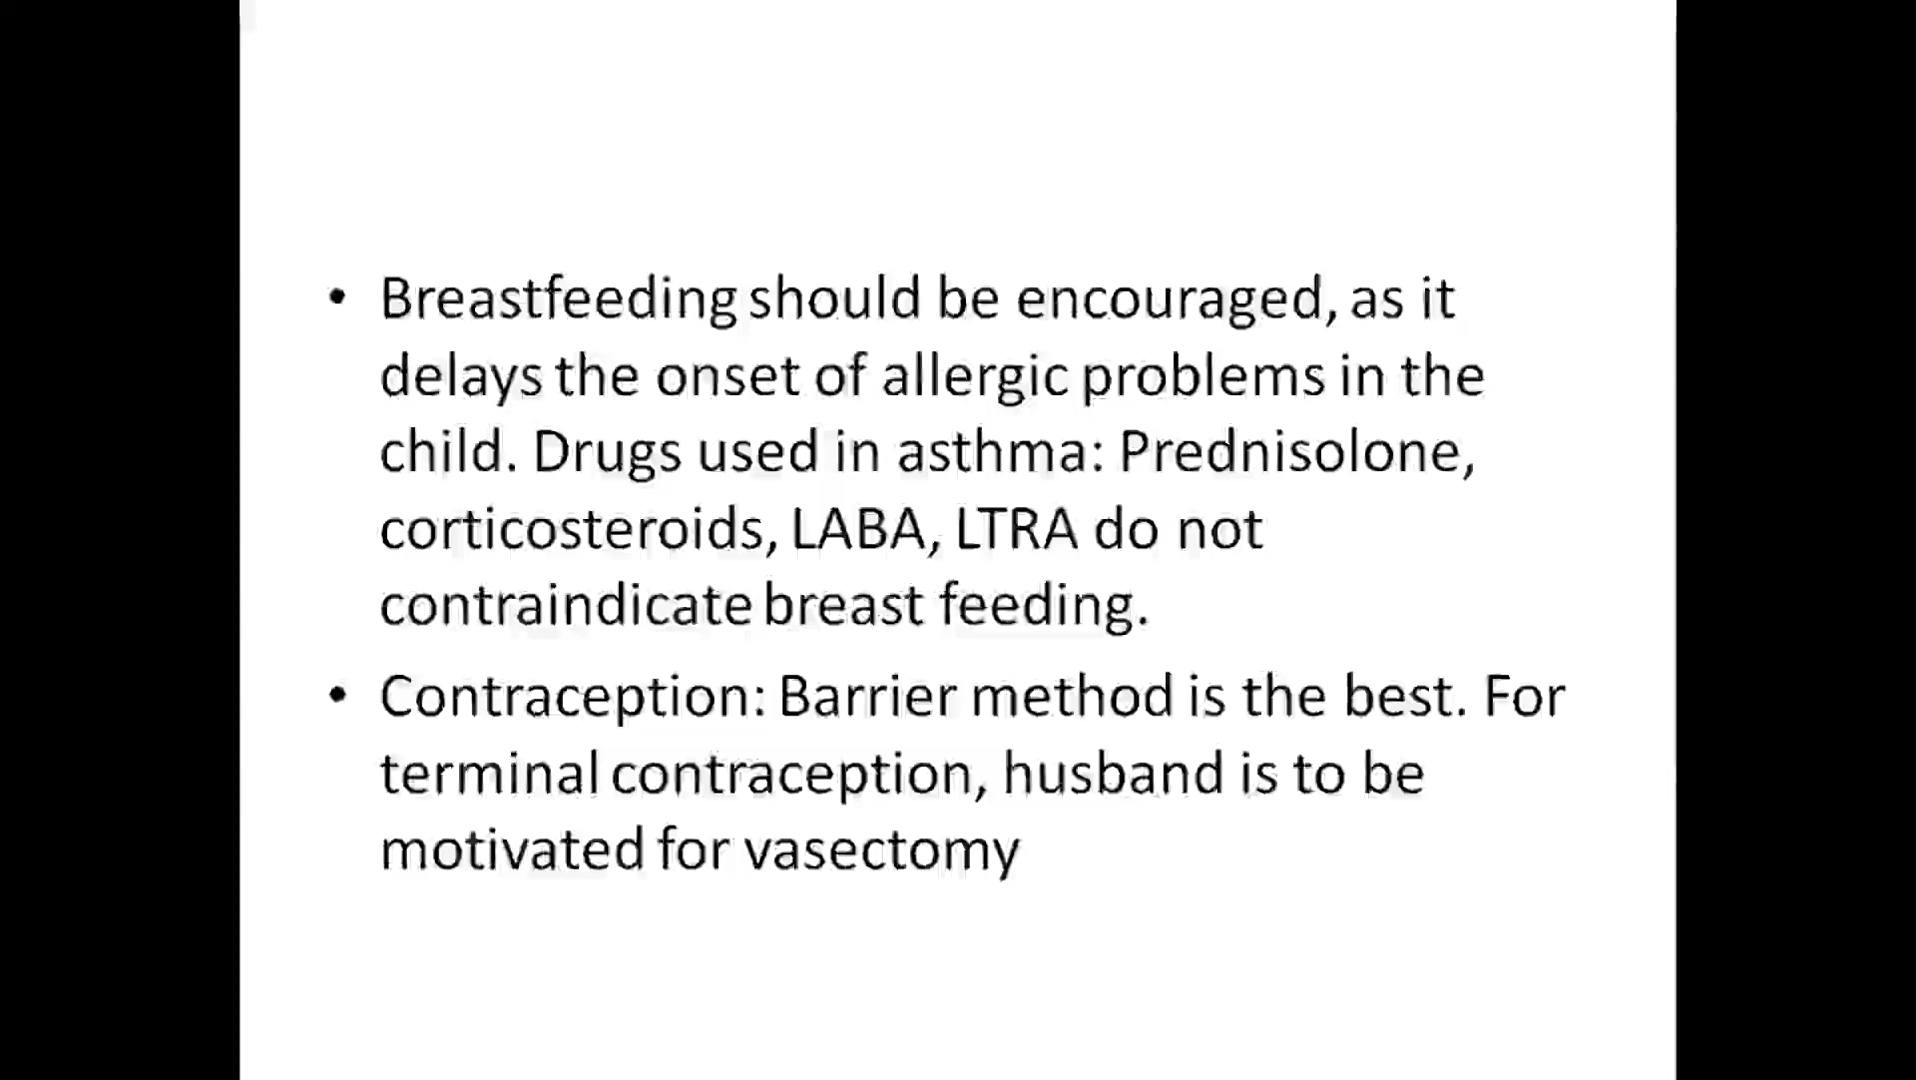 • Breastfeeding should be encouraged, as it
delays the onset of allergic problems in the
child. Drugs used in asthma: Prednisolone,
corticosteroids, LABA, LTRA do not
contraindicate breast feeding.
• Contraception: Barrier method is the best. For
terminal contraception, husband is to be
motivated for vasectomy